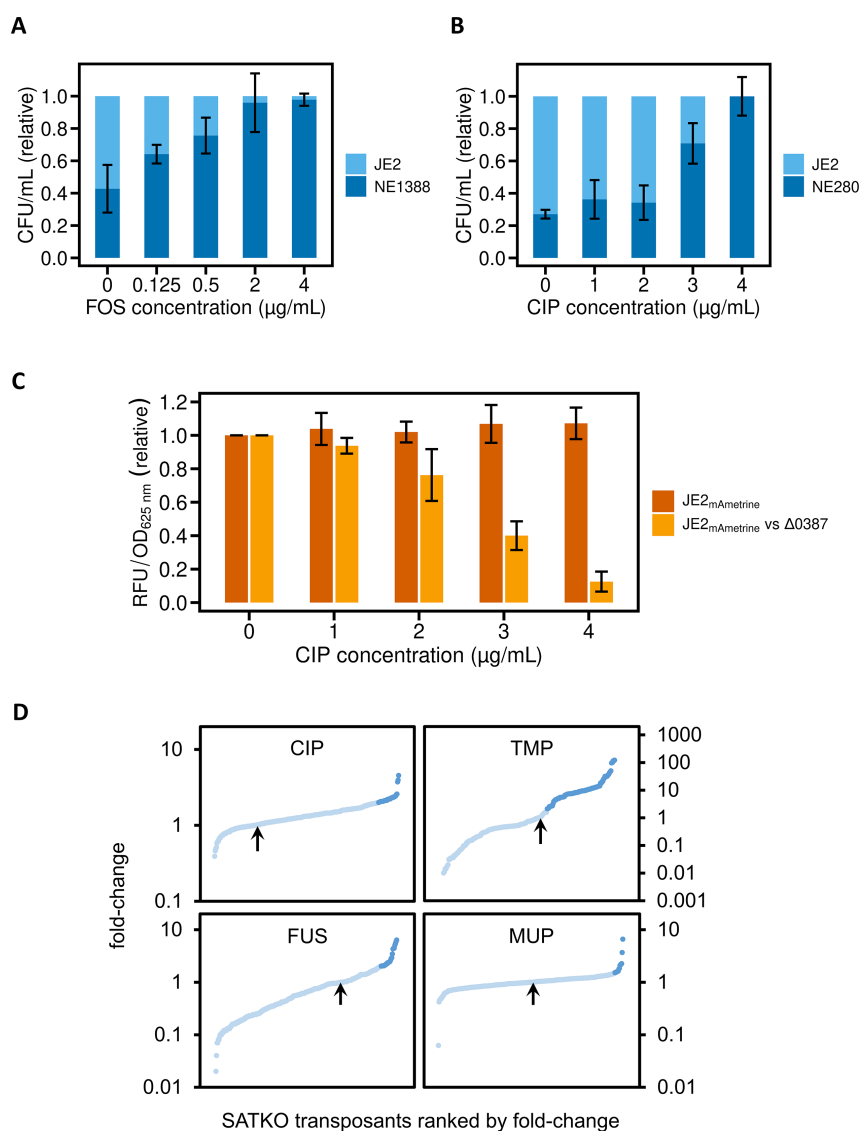 A
1.0
0.8
0.6
0.4
0.2
0.0
CFU/mL (relative)
0 0.125 0.5 2 4
FOS concentration (µg/mL)
JE2
NE1388
B
1.0
0.8
0.6
0.4
0.2
0.0
CFU/mL (relative)
0 1 2 3 4
CIP concentration (µg/mL)
JE2
NE280
C
1.2
1.0
0.8
0.6
0.4
0.2
0.0
RFU/OD625 nm (relative)
0 1 2 3 4
CIP concentration (µg/mL)
JE2mAmetrine
JE2mAmetrine vs Δ0387
D
fold-change
CIP
10
1
0.1
TMP
1000
100
10
1
0.1
0.01
0.001
FUS
10
1
0.1
0.01
MUP
10
1
0.1
0.01
SATKO transposants ranked by fold-change